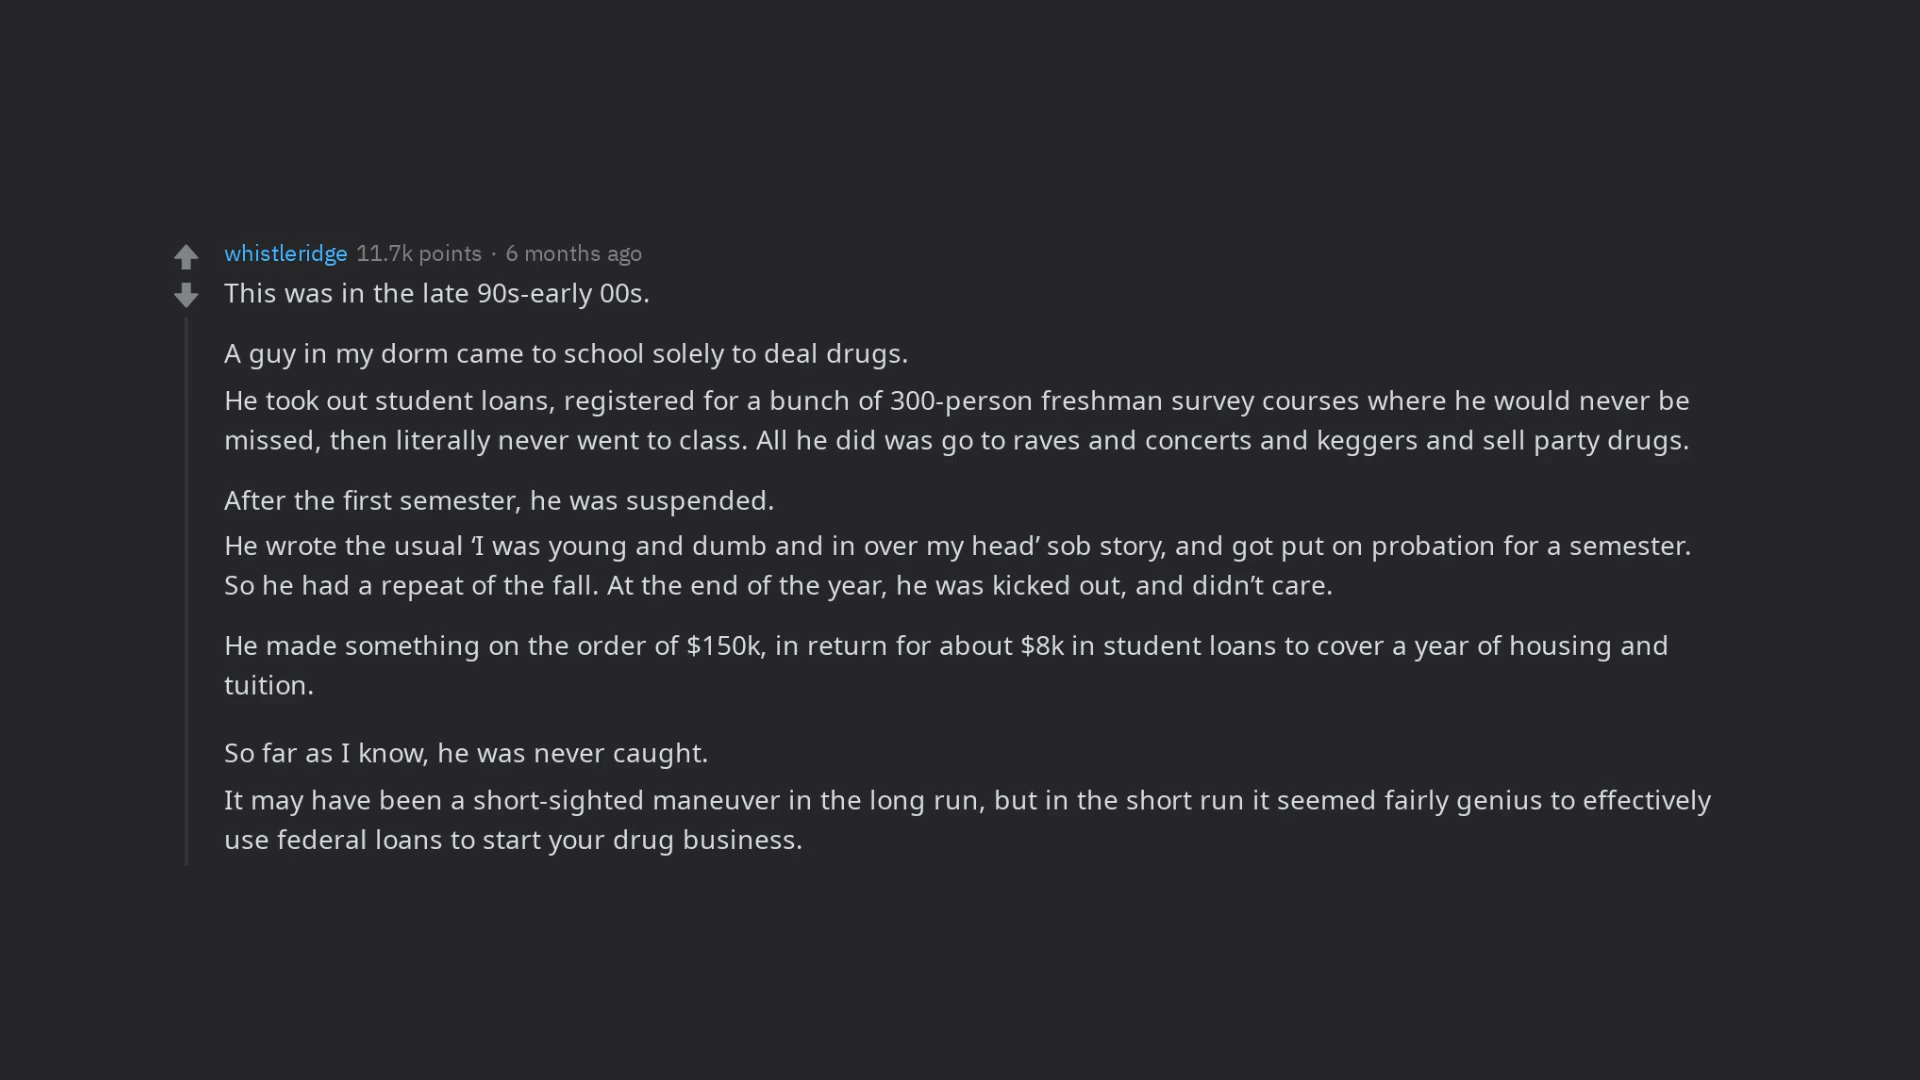 whistleridge 11.7k points · 6 months ago
This was in the late 90s-early 00s.
A guy in my dorm came to school solely to deal drugs.
He took out student loans, registered for a bunch of 300-person freshman survey courses where he would never be
missed, then literally never went to class. All he did was go to raves and concerts and keggers and sell party drugs.
After the first semester, he was suspended.
He wrote the usual ‘I was young and dumb and in over my head’ sob story, and got put on probation for a semester.
So he had a repeat of the fall. At the end of the year, he was kicked out, and didn’t care.
He made something on the order of $150k, in return for about $8k in student loans to cover a year of housing and
tuition.
So far as I know, he was never caught.
It may have been a short-sighted maneuver in the long run, but in the short run it seemed fairly genius to effectively
use federal loans to start your drug business.